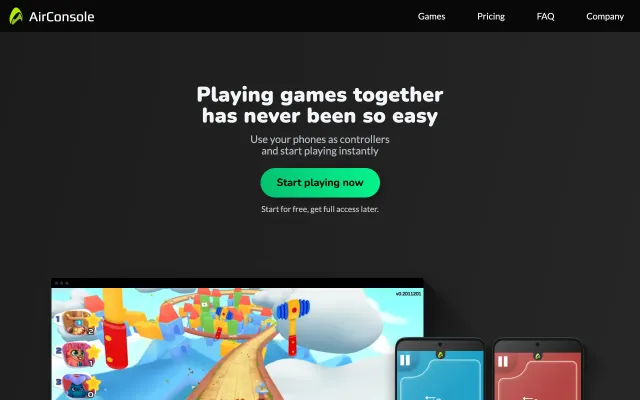 AirConsole
Games
Pricing
FAQ
Company
Playing games together
has never been so easy
Use your phones as controllers
and start playing instantly
Start playing now
Start for free, get full access later.
v0.2011201
1
2
2
1
3
0